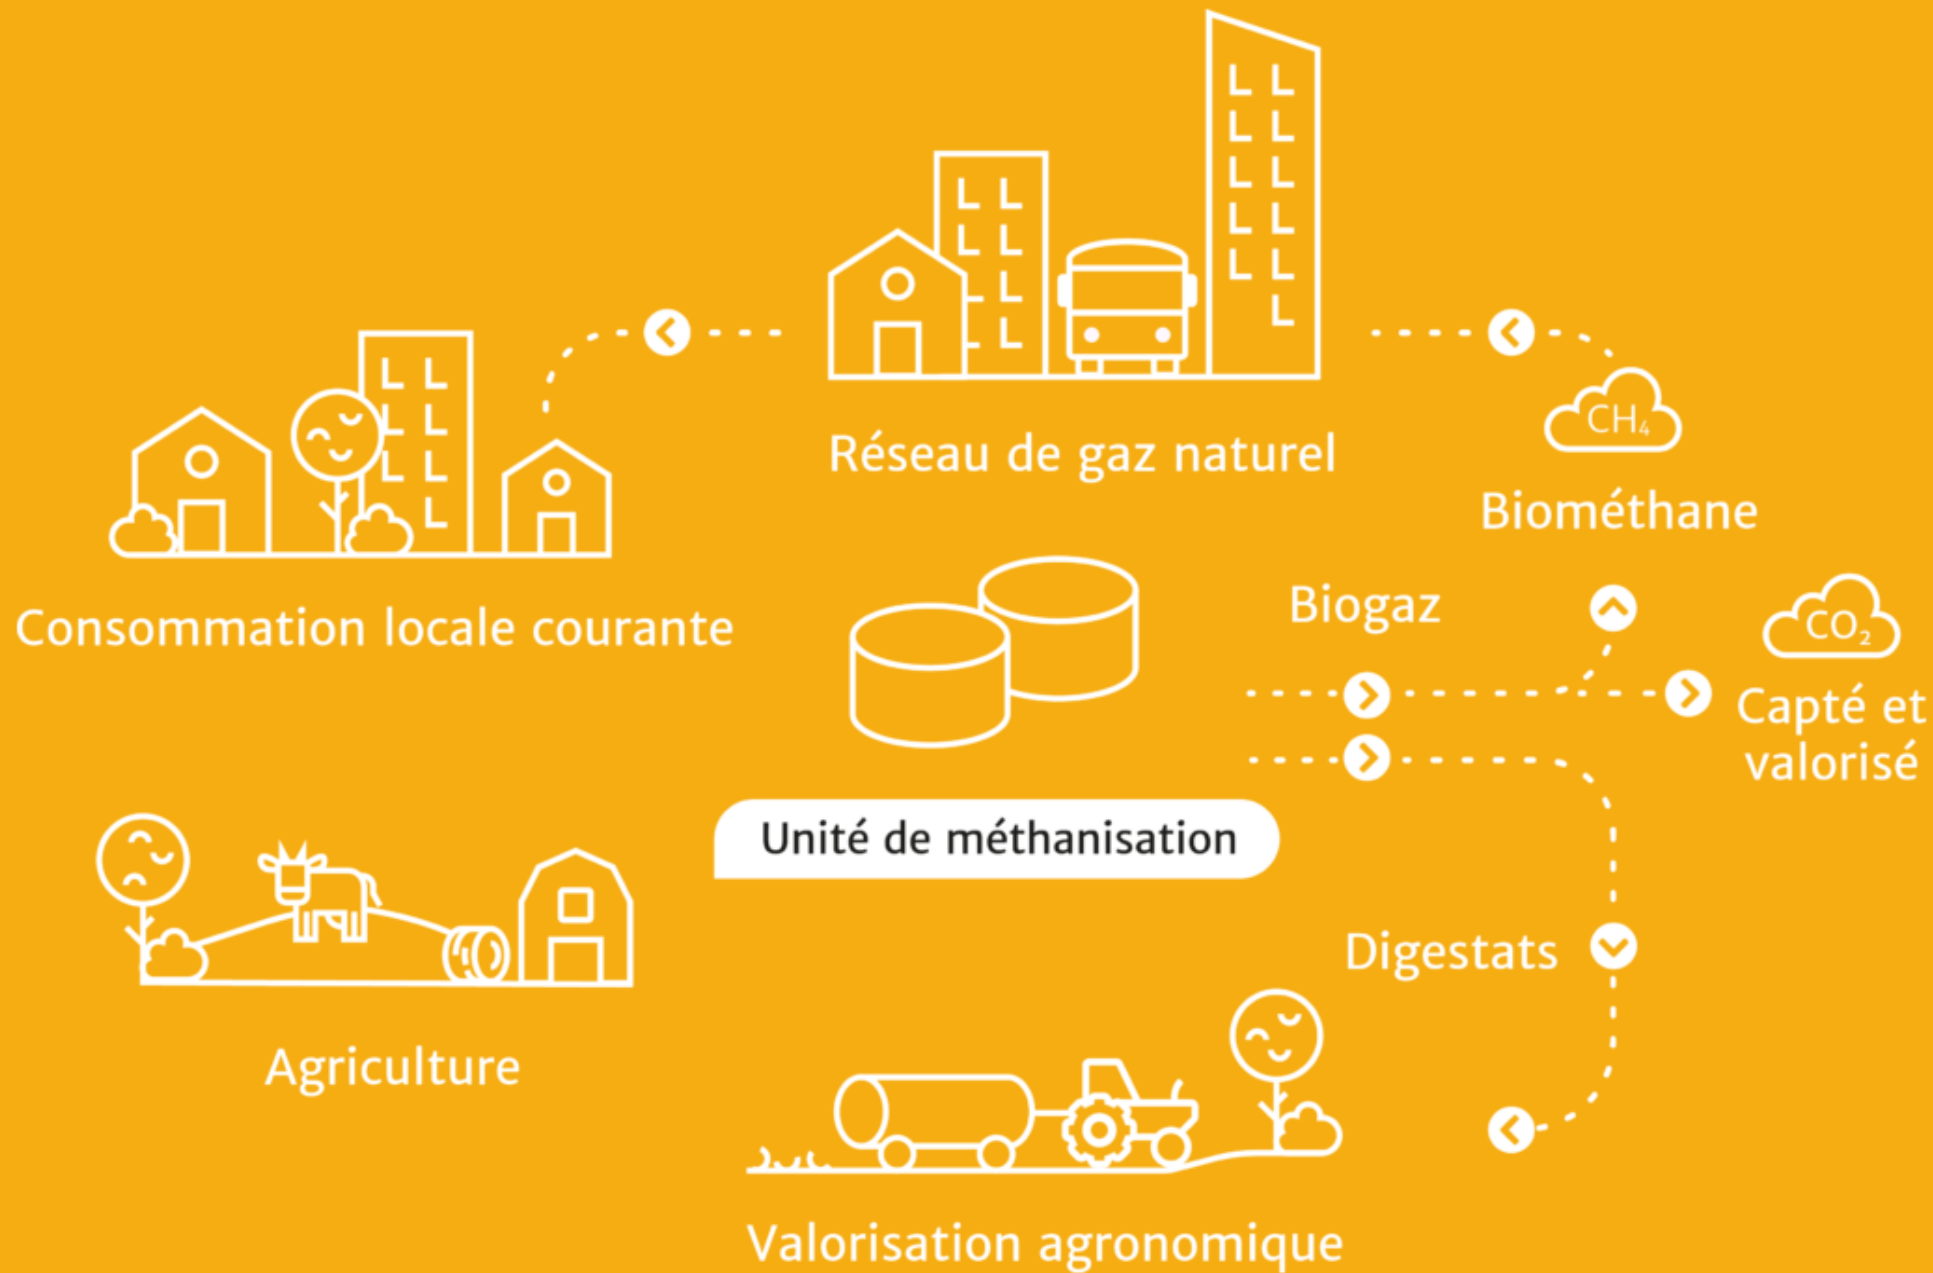 Réseau de gaz naturel
CH₄
Biométhane
Consommation locale courante
Biogaz
CO₂
Capté et
valorisé
Unité de méthanisation
Digestats
Agriculture
Valorisation agronomique